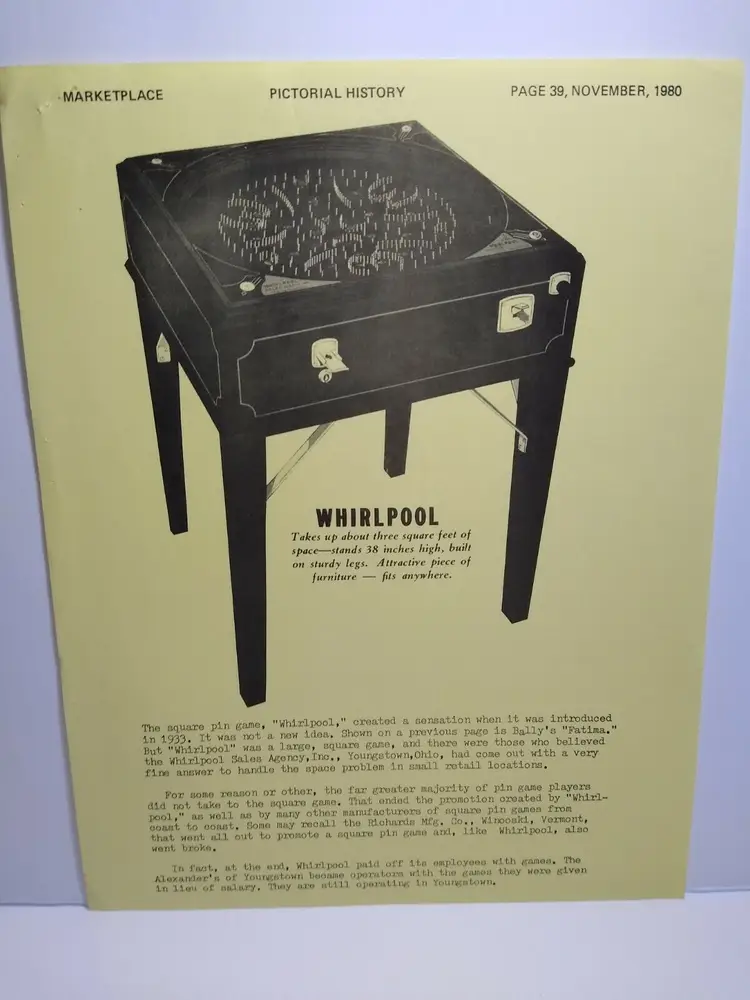 MARKETPLACE PICTORIAL HISTORY PAGE 39, NOVEMBER, 1980
WHIRLPOOL
Takes up about three square feet of
space—stands 38 inches high, built
on sturdy legs. Attractive piece of
furniture — fits anywhere.
The square pin game, "Whirlpool," created a sensation when it was introduced
in 1933. It was not a new idea. Shown on a previous page is Bally's "Fatima."
But "Whirlpool" was a large, square game, and there were those who believed
the Whirlpool Sales Agency,Inc., Youngstown,Ohio, had come out with a very
fine answer to handle the space problem in small retail locations.
For some reason or other, the far greater majority of pin game players
did not take to the square game. That ended the promotion created by "Whirl-
pool," as well as by many other manufacturers of square pin games from
coast to coast. Some may recall the Richards Mfg. Co., Winooski, Vermont,
that went all out to promote a square pin game and, like Whirlpool, also
went broke.
In fact, at the end, Whirlpool paid off its employees with games. The
Alexander's of Youngstown became operators with the games they were given
in lieu of salary. They are still operating in Youngstown.